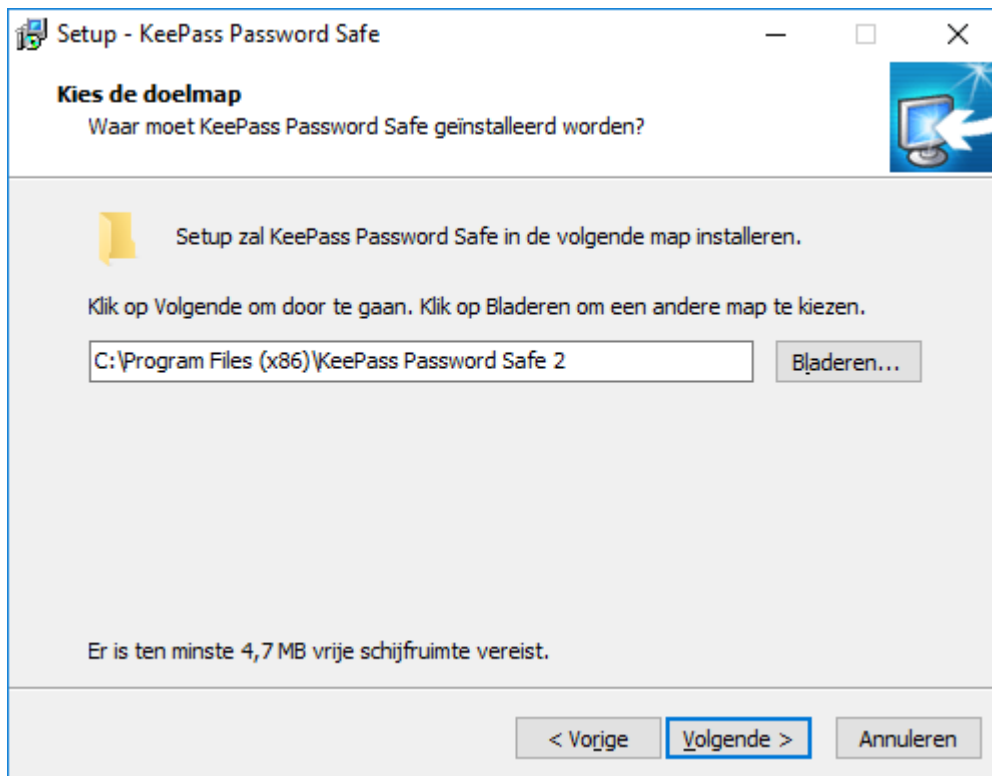 Setup - KeePass Password Safe
Kies de doelmap
Waar moet KeePass Password Safe geïnstalleerd worden?
Setup zal KeePass Password Safe in de volgende map installeren.
Klik op Volgende om door te gaan. Klik op Bladeren om een andere map te kiezen.
C:\Program Files (x86)\KeePass Password Safe 2
Bladeren...
Er is ten minste 4,7 MB vrije schijfruimte vereist.
< Vorige
Volgende >
Annuleren